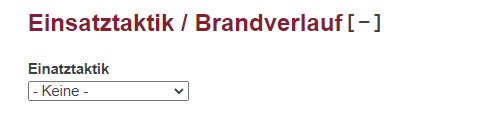 Einsatztaktik / Brandverlauf [−]
Einatztaktik
- Keine -